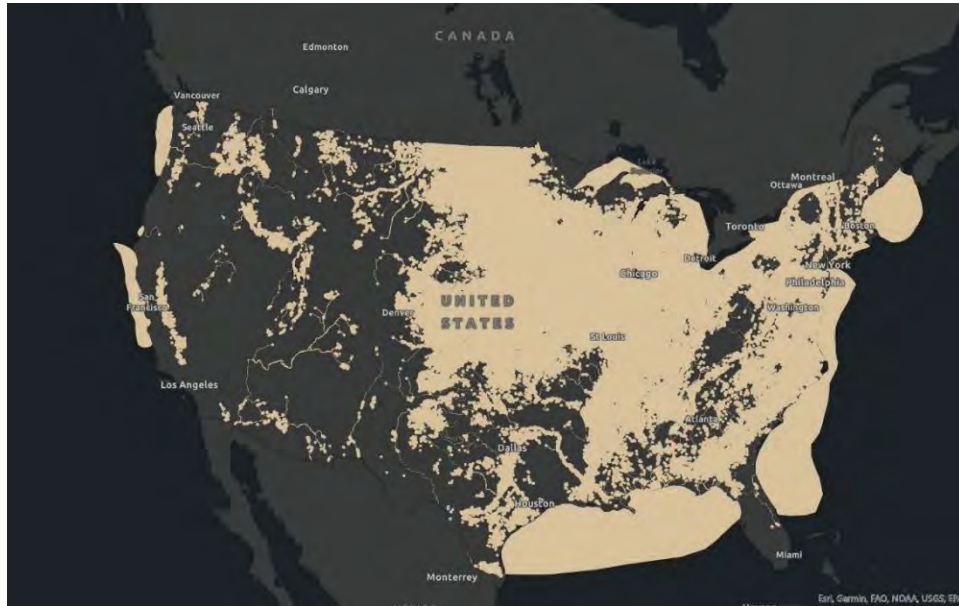 CANADA
Edmonton
Calgary
Vancouver
Seattle
Montreal
Ottawa
Toronto
Boston
Detroit
Chicago
New York
Philadelphia
UNITED
STATES
Denver
San
Francisco
Washington
St Louis
Los Angeles
Atlanta
Dallas
Houston
Miami
Monterrey
Esri, Garmin, FAO, NOAA, USGS, EP